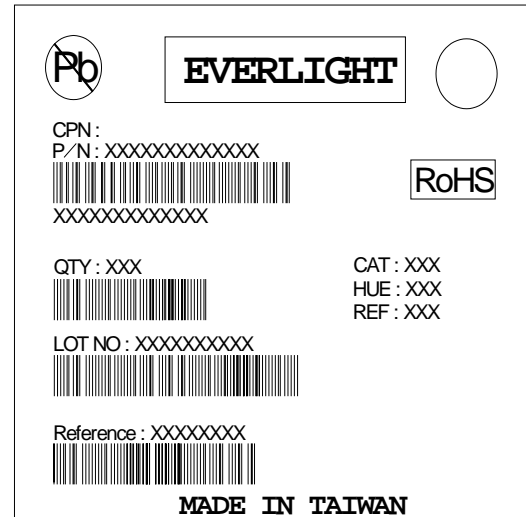 Pb
EVERLIGHT
CPN :
P/N : XXXXXXXXXXXXX
RoHS
XXXXXXXXXXXXX
QTY : XXX
CAT : XXX
HUE : XXX
REF : XXX
LOT NO : XXXXXXXXXX
Reference : XXXXXXXX
MADE IN TAIWAN